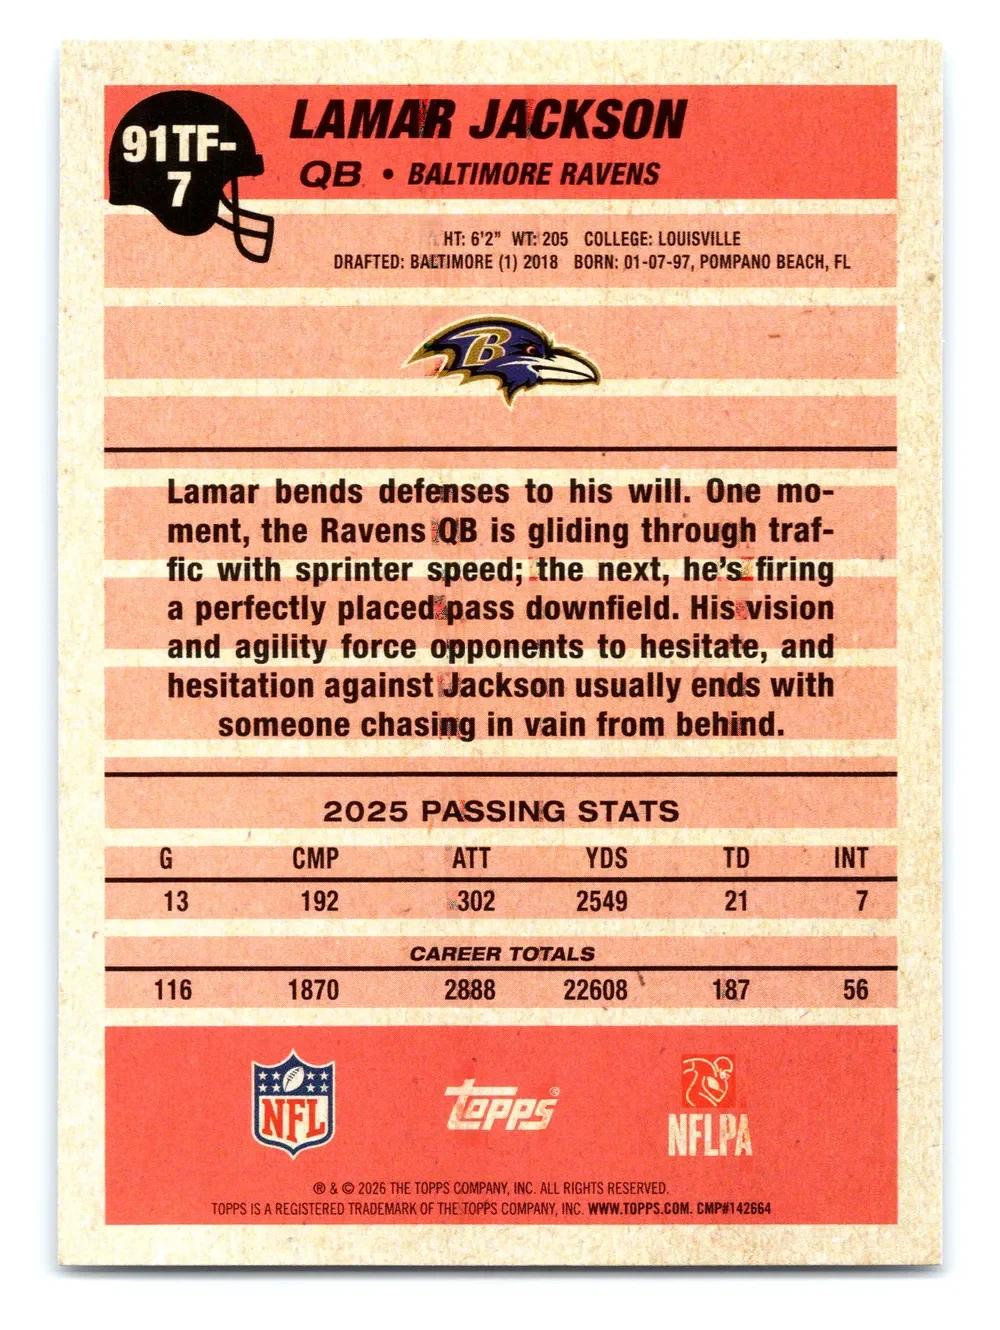 91TF-
7
LAMAR JACKSON
QB • BALTIMORE RAVENS
HT: 6'2" WT: 205 COLLEGE: LOUISVILLE
DRAFTED: BALTIMORE (1) 2018 BORN: 01-07-97, POMPANO BEACH, FL
B
Lamar bends defenses to his will. One mo-
ment, the Ravens QB is gliding through traf-
fic with sprinter speed; the next, he's firing
a perfectly placed pass downfield. His vision
and agility force opponents to hesitate, and
hesitation against Jackson usually ends with
someone chasing in vain from behind.
2025 PASSING STATS
G CMP ATT YDS TD INT
13 192 302 2549 21 7
CAREER TOTALS
116 1870 2888 22608 187 56
NFL topps® NFLPA
® & © 2026 THE TOPPS COMPANY, INC. ALL RIGHTS RESERVED.
TOPPS IS A REGISTERED TRADEMARK OF THE TOPPS COMPANY, INC. WWW.TOPPS.COM. CMP#142664